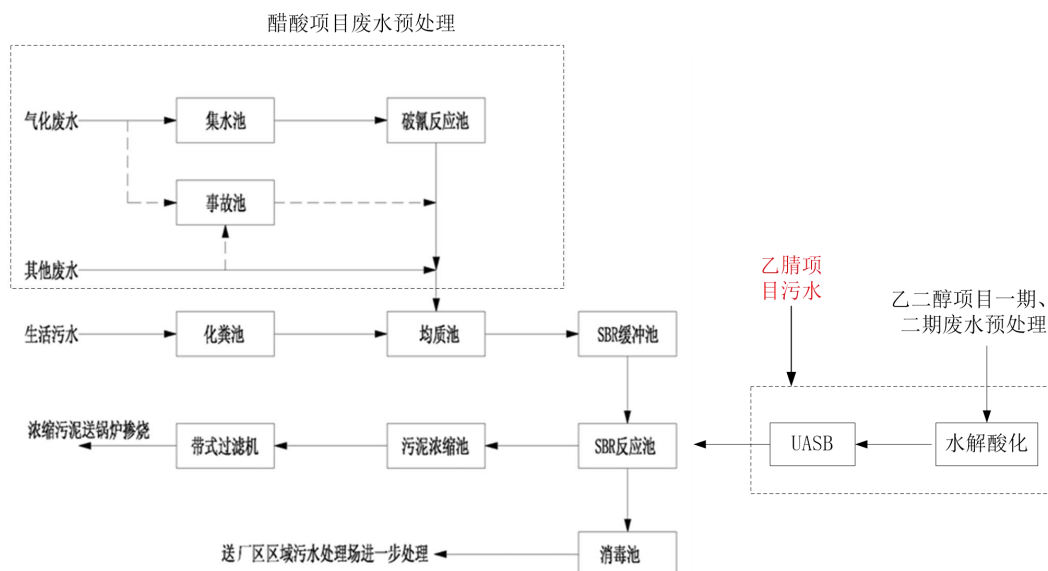 醋酸项目废水预处理
气化废水
集水池
破氰反应池
事故池
其他废水
乙腈项
目污水
乙二醇项目一期、
二期废水预处理
生活污水
化粪池
均质池
SBR缓冲池
浓缩污泥送锅炉掺烧
带式过滤机
污泥浓缩池
SBR反应池
UASB
水解酸化
送厂区区域污水处理场进一步处理
消毒池